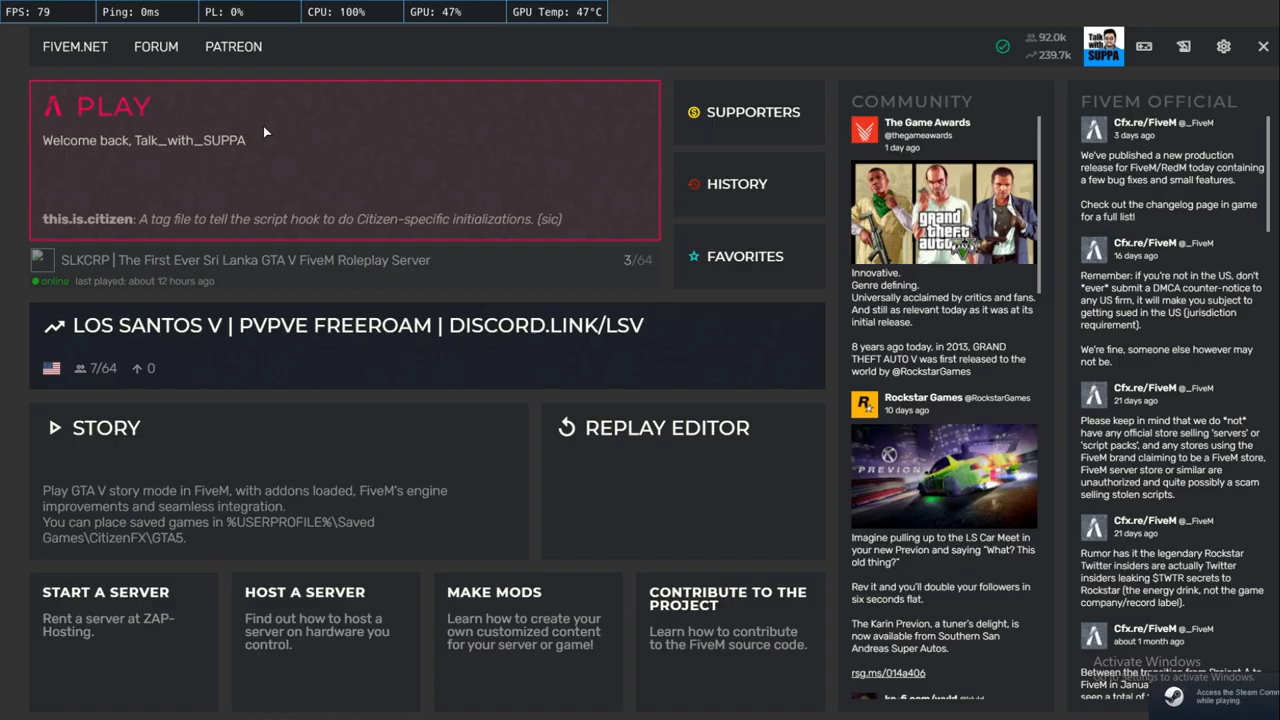 FPS: 79
Ping: 0ms
PL: 0%
CPU: 100%
GPU: 47%
GPU Temp: 47°C
FIVEM.NET
FORUM
PATREON
92.0k
239.7k
Talk
with
SUPPA
PLAY
Welcome back, Talk_with_SUPPA
this.is.citizen: A tag file to tell the script hook to do Citizen-specific initializations. (sic)
SLKCRP | The First Ever Sri Lanka GTA V FiveM Roleplay Server
3/64
online last played: about 12 hours ago
SUPPORTERS
HISTORY
FAVORITES
LOS SANTOS V | PVPVE FREEROAM | DISCORD.LINK/LSV
7/64
0
STORY
Play GTA V story mode in FiveM, with addons loaded, FiveM's engine
improvements and seamless integration.
You can place saved games in %USERPROFILE%\Saved
Games\CitizenFX\GTA5.
REPLAY EDITOR
START A SERVER
Rent a server at ZAP-
Hosting.
HOST A SERVER
Find out how to host a
server on hardware you
control.
MAKE MODS
Learn how to create your
own customized content
for your server or game!
CONTRIBUTE TO THE
PROJECT
Learn how to contribute
to the FiveM source code.
COMMUNITY
The Game Awards
@thegameawards
1 day ago
grand
theft
auto
Innovative.
Genre defining.
Universally acclaimed by critics and fans.
And still as relevant today as it was at its
initial release.
8 years ago today, in 2013, GRAND
THEFT AUTO V was first released to the
world by @RockstarGames
Rockstar Games @RockstarGames
10 days ago
PREVION
Imagine pulling up to the LS Car Meet in
your new Previon and saying "What? This
old thing?"
Rev it and you'll double your followers in
six seconds flat.
The Karin Previon, a tuner's delight, is
now available from Southern San
Andreas Super Autos.
rsg.ms/014a406
FIVEM OFFICIAL
Cfx.re/FiveM @_FiveM
3 days ago
We've published a new production
release for FiveM/RedM today containing
a few bug fixes and small features.
Check out the changelog page in game
for a full list!
Cfx.re/FiveM @_FiveM
16 days ago
Remember: if you're not in the US, don't
*ever* submit a DMCA counter-notice to
any US firm, it will make you subject to
getting sued in the US (jurisdiction
requirement).
We're fine, someone else however may
not be.
Cfx.re/FiveM @_FiveM
21 days ago
Please keep in mind that we do *not*
have any official store selling 'servers' or
'script packs', and any stores using the
FiveM brand claiming to be a FiveM store,
FiveM server store or similar are
unauthorized and quite possibly a scam
selling stolen scripts.
Cfx.re/FiveM @_FiveM
21 days ago
Rumor has it the legendary Rockstar
Twitter insiders are actually Twitter
insiders leaking $TWTR secrets to
Rockstar (the energy drink, not the game
company/record label).
Cfx.re/FiveM @_FiveM
about 1 month ago
FiveM in Janua
seen a total of
Activate Windows
Go to Settings to activate Windows.
Access the Steam Comm
while playing.